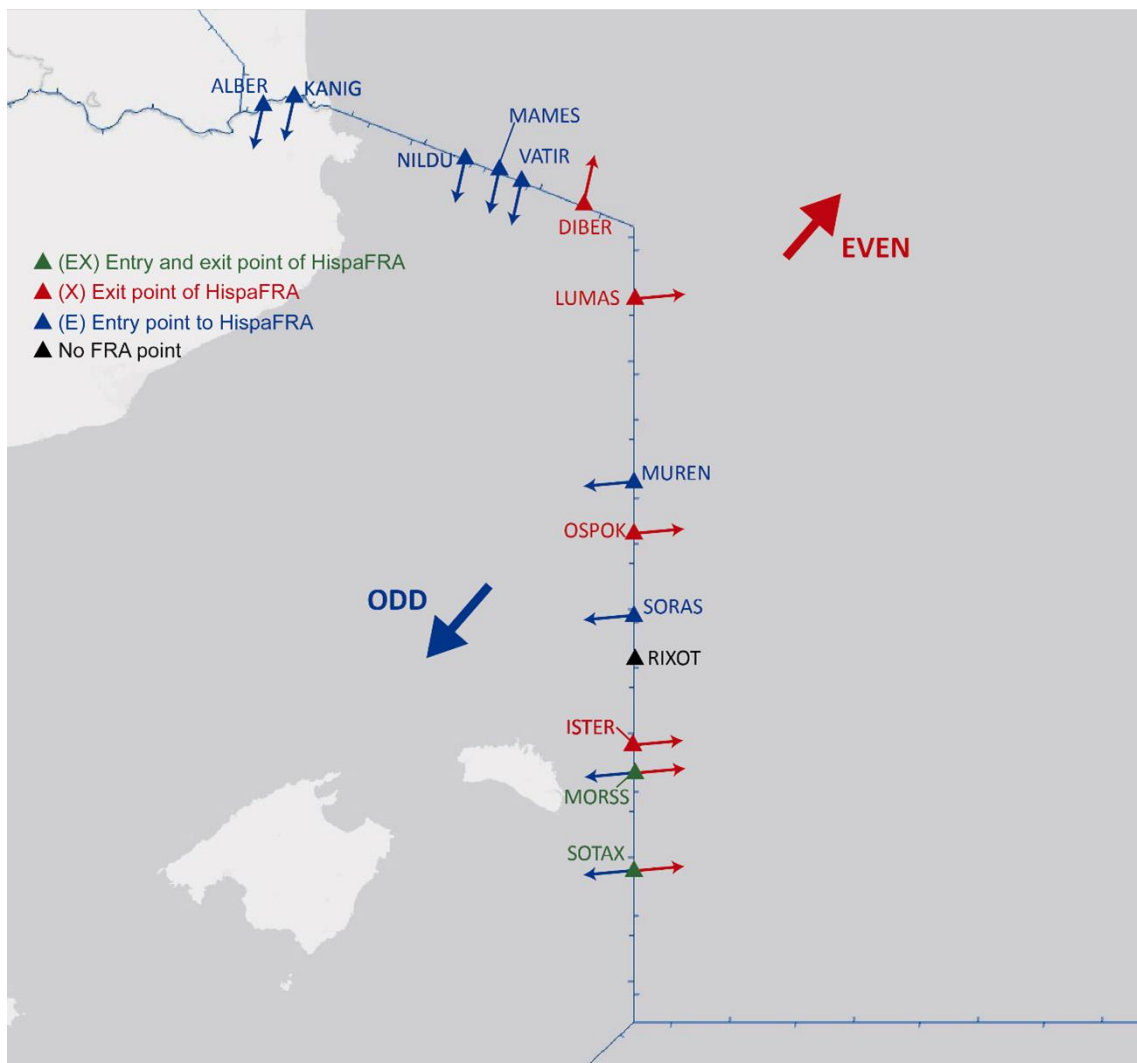 ALBER
KANIG
MAMES
NILDU
VATIR
DIBER
EVEN
(EX) Entry and exit point of HispaFRA
(X) Exit point of HispaFRA
(E) Entry point to HispaFRA
No FRA point
LUMAS
MUREN
OSPOK
ODD
SORAS
RIXOT
ISTER
MORSS
SOTAX